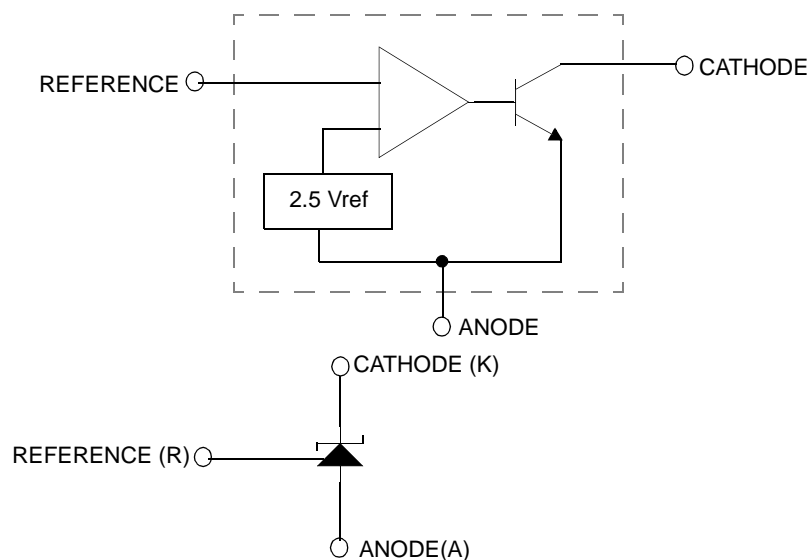 REFERENCE
CATHODE
2.5 Vref
ANODE
CATHODE (K)
REFERENCE (R)
ANODE(A)